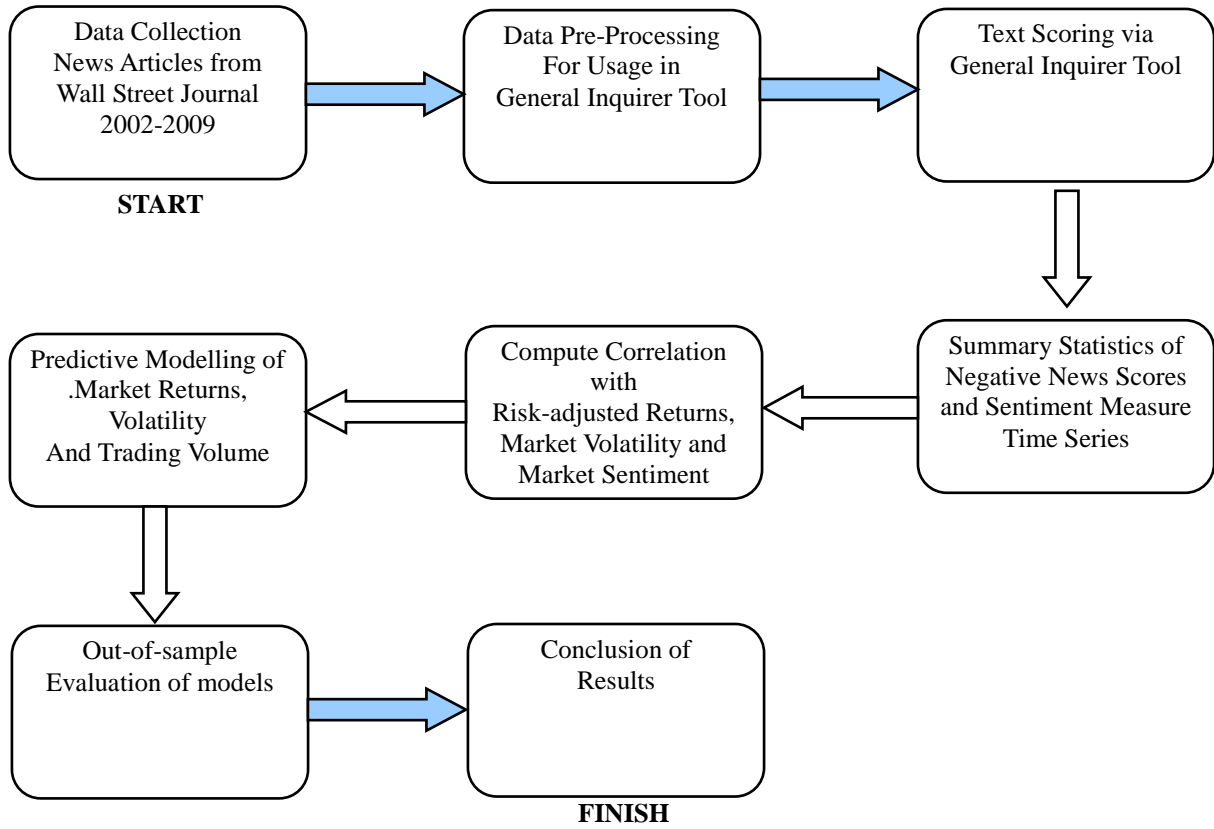 Data Collection
News Articles from
Wall Street Journal
2002-2009
START
Data Pre-Processing
For Usage in
General Inquirer Tool
Text Scoring via
General Inquirer Tool
Summary Statistics of
Negative News Scores
and Sentiment Measure
Time Series
Compute Correlation
with
Risk-adjusted Returns,
Market Volatility and
Market Sentiment
Predictive Modelling of
.Market Returns,
Volatility
And Trading Volume
Out-of-sample
Evaluation of models
Conclusion of
Results
FINISH